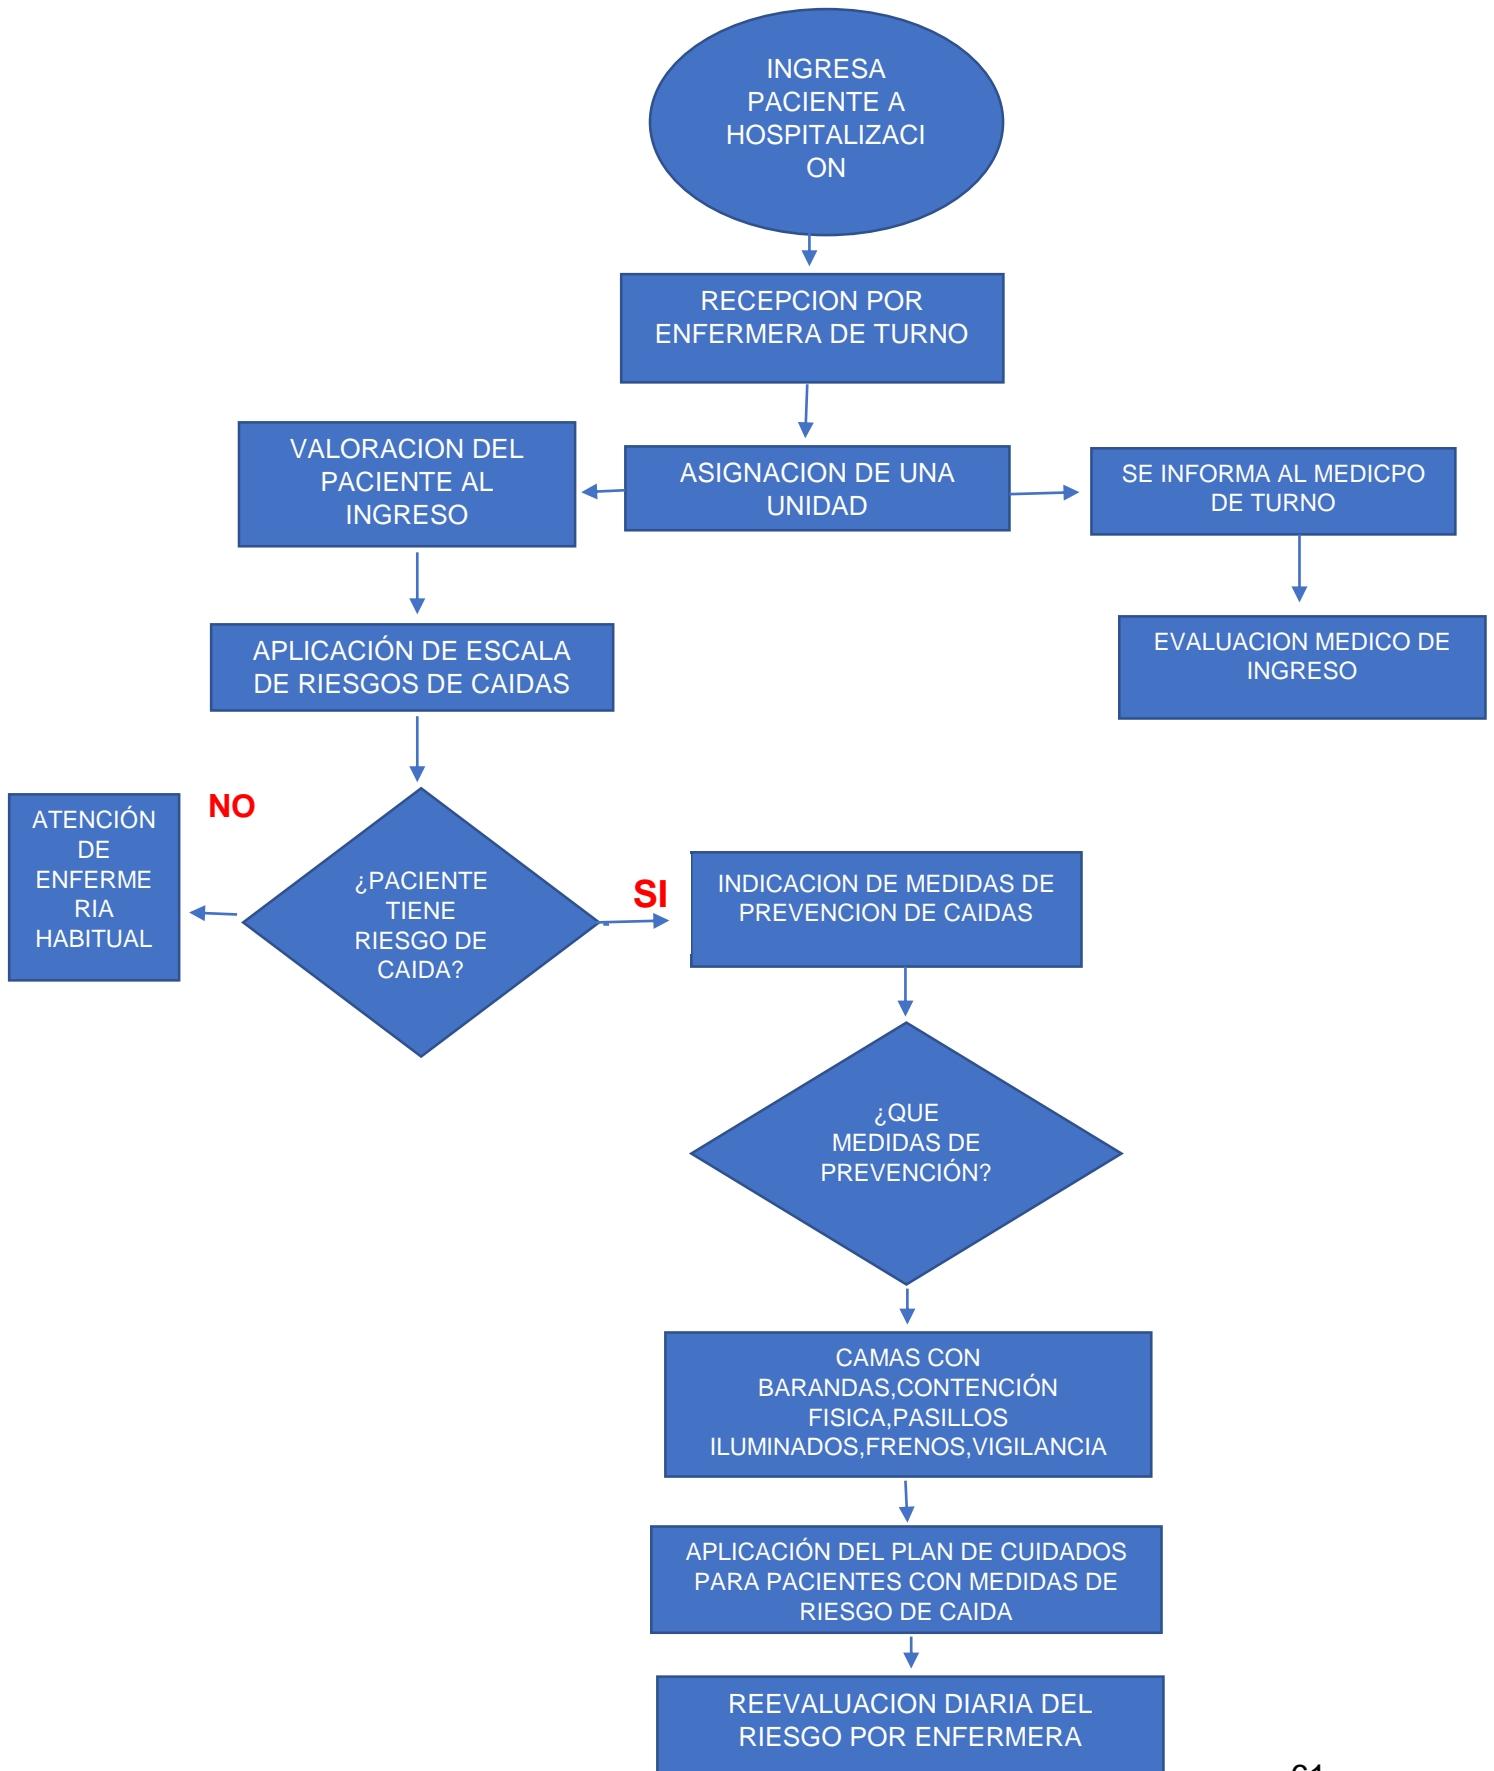 INGRESA
PACIENTE A
HOSPITALIZACI
ON
RECEPCION POR
ENFERMERA DE TURNO
VALORACION DEL
PACIENTE AL
INGRESO
ASIGNACION DE UNA
UNIDAD
SE INFORMA AL MEDICPO
DE TURNO
EVALUACION MEDICO DE
INGRESO
APLICACIÓN DE ESCALA
DE RIESGOS DE CAIDAS
NO
ATENCIÓN
DE
ENFERME
RIA
HABITUAL
¿PACIENTE
TIENE
RIESGO DE
CAIDA?
SI
INDICACION DE MEDIDAS DE
PREVENCION DE CAIDAS
¿QUE
MEDIDAS DE
PREVENCIÓN?
CAMAS CON
BARANDAS,CONTENCIÓN
FISICA,PASILLOS
ILUMINADOS,FRENOS,VIGILANCIA
APLICACIÓN DEL PLAN DE CUIDADOS
PARA PACIENTES CON MEDIDAS DE
RIESGO DE CAIDA
REEVALUACION DIARIA DEL
RIESGO POR ENFERMERA